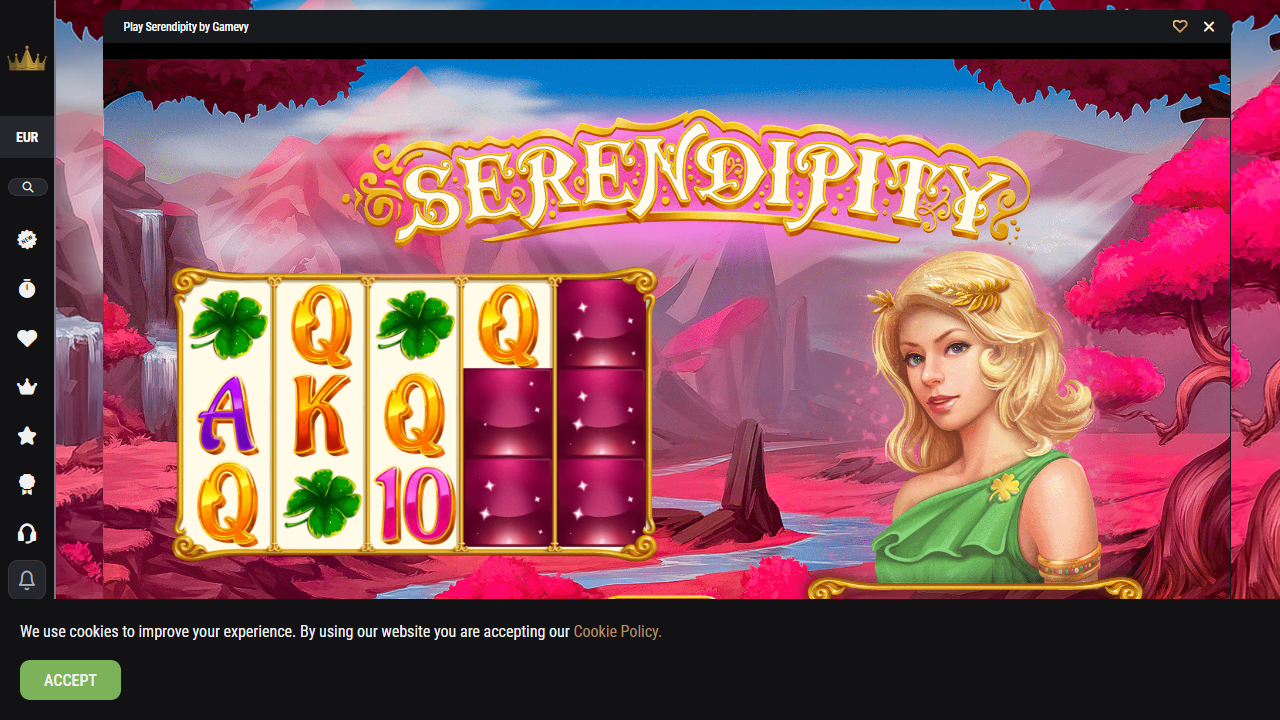 Play Serendipity by Gamevy
EUR
NEW
SERENDIPITY
Q Q
A K Q
Q 10
We use cookies to improve your experience. By using our website you are accepting our Cookie Policy.
ACCEPT